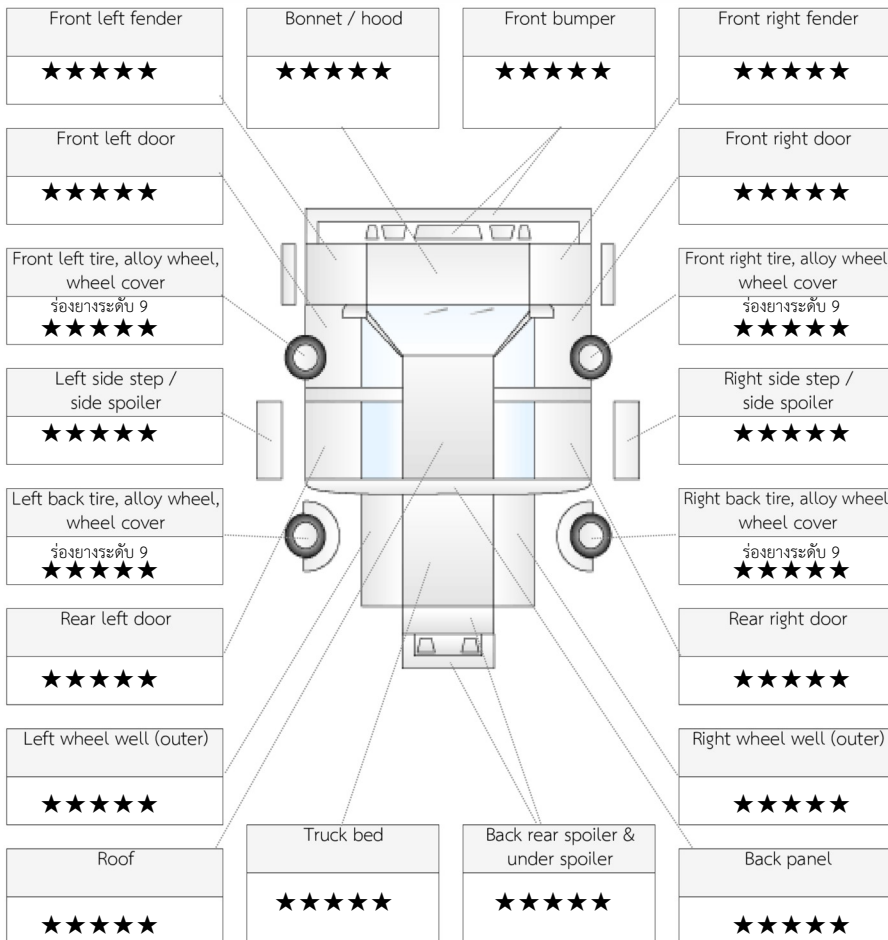 Front left fender
★★★★★
Bonnet / hood
★★★★★
Front bumper
★★★★★
Front right fender
★★★★★
Front left door
★★★★★
Front right door
★★★★★
Front left tire, alloy wheel,
wheel cover
ร่องยางระดับ 9
★★★★★
Front right tire, alloy wheel
wheel cover
ร่องยางระดับ 9
★★★★★
Left side step /
side spoiler
★★★★★
Right side step /
side spoiler
★★★★★
Left back tire, alloy wheel,
wheel cover
ร่องยางระดับ 9
★★★★★
Right back tire, alloy wheel
wheel cover
ร่องยางระดับ 9
★★★★★
Rear left door
★★★★★
Rear right door
★★★★★
Left wheel well (outer)
★★★★★
Right wheel well (outer)
★★★★★
Roof
★★★★★
Truck bed
★★★★★
Back rear spoiler &
under spoiler
★★★★★
Back panel
★★★★★